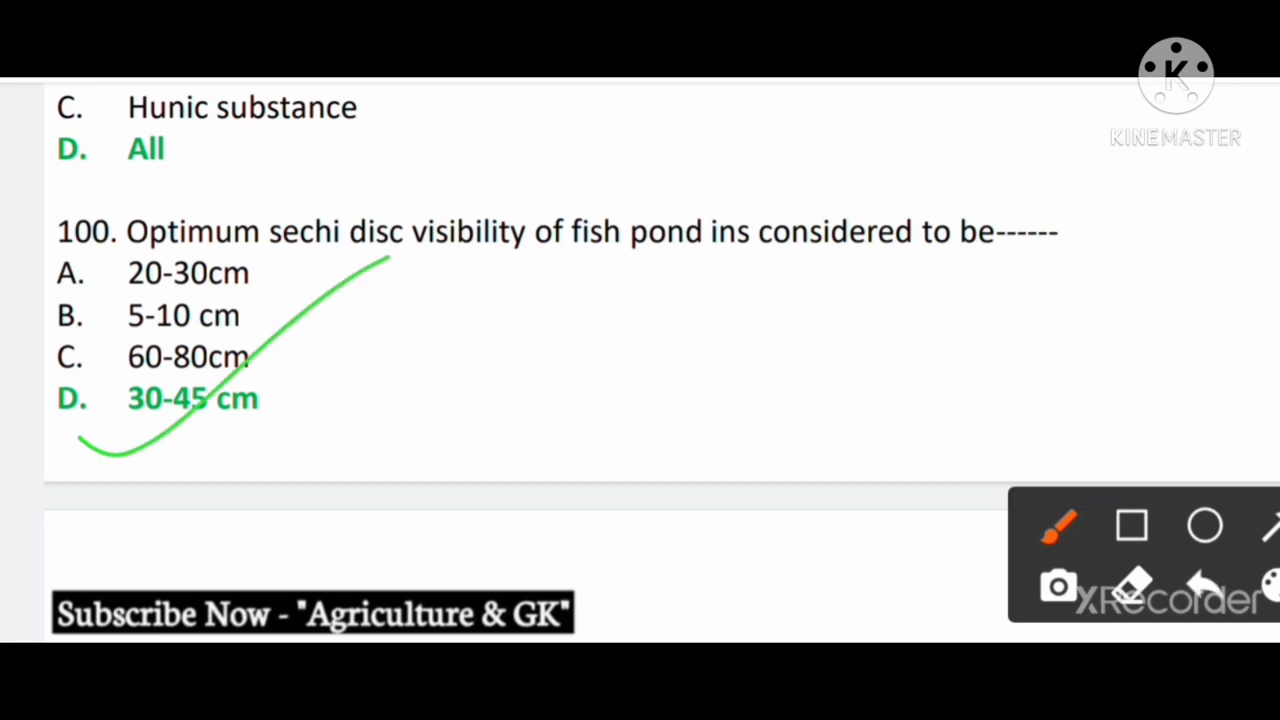 C. Hunic substance
D. All
100. Optimum sechi disc visibility of fish pond ins considered to be------
A. 20-30cm
B. 5-10 cm
C. 60-80cm
D. 30-45 cm
Subscribe Now - "Agriculture & GK"
K
KINEMASTER
XRecorder